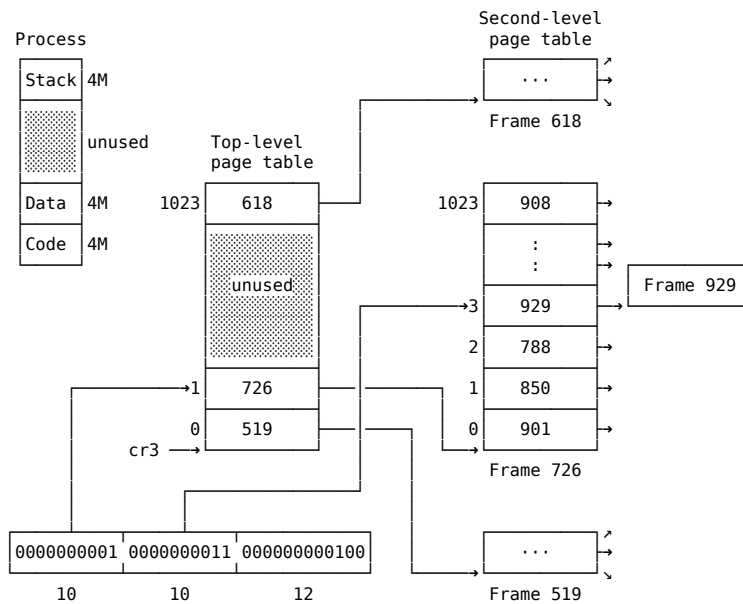 Second-level
page table
Process
Stack 4M
···
Frame 618
unused
Top-level
page table
Data 4M
1023 618
1023 908
Code 4M
:
:
unused
Frame 929
3 929
2 788
1 726
1 850
0 519
0 901
cr3
Frame 726
0000000001 0000000011 000000000100
···
10 10 12
Frame 519